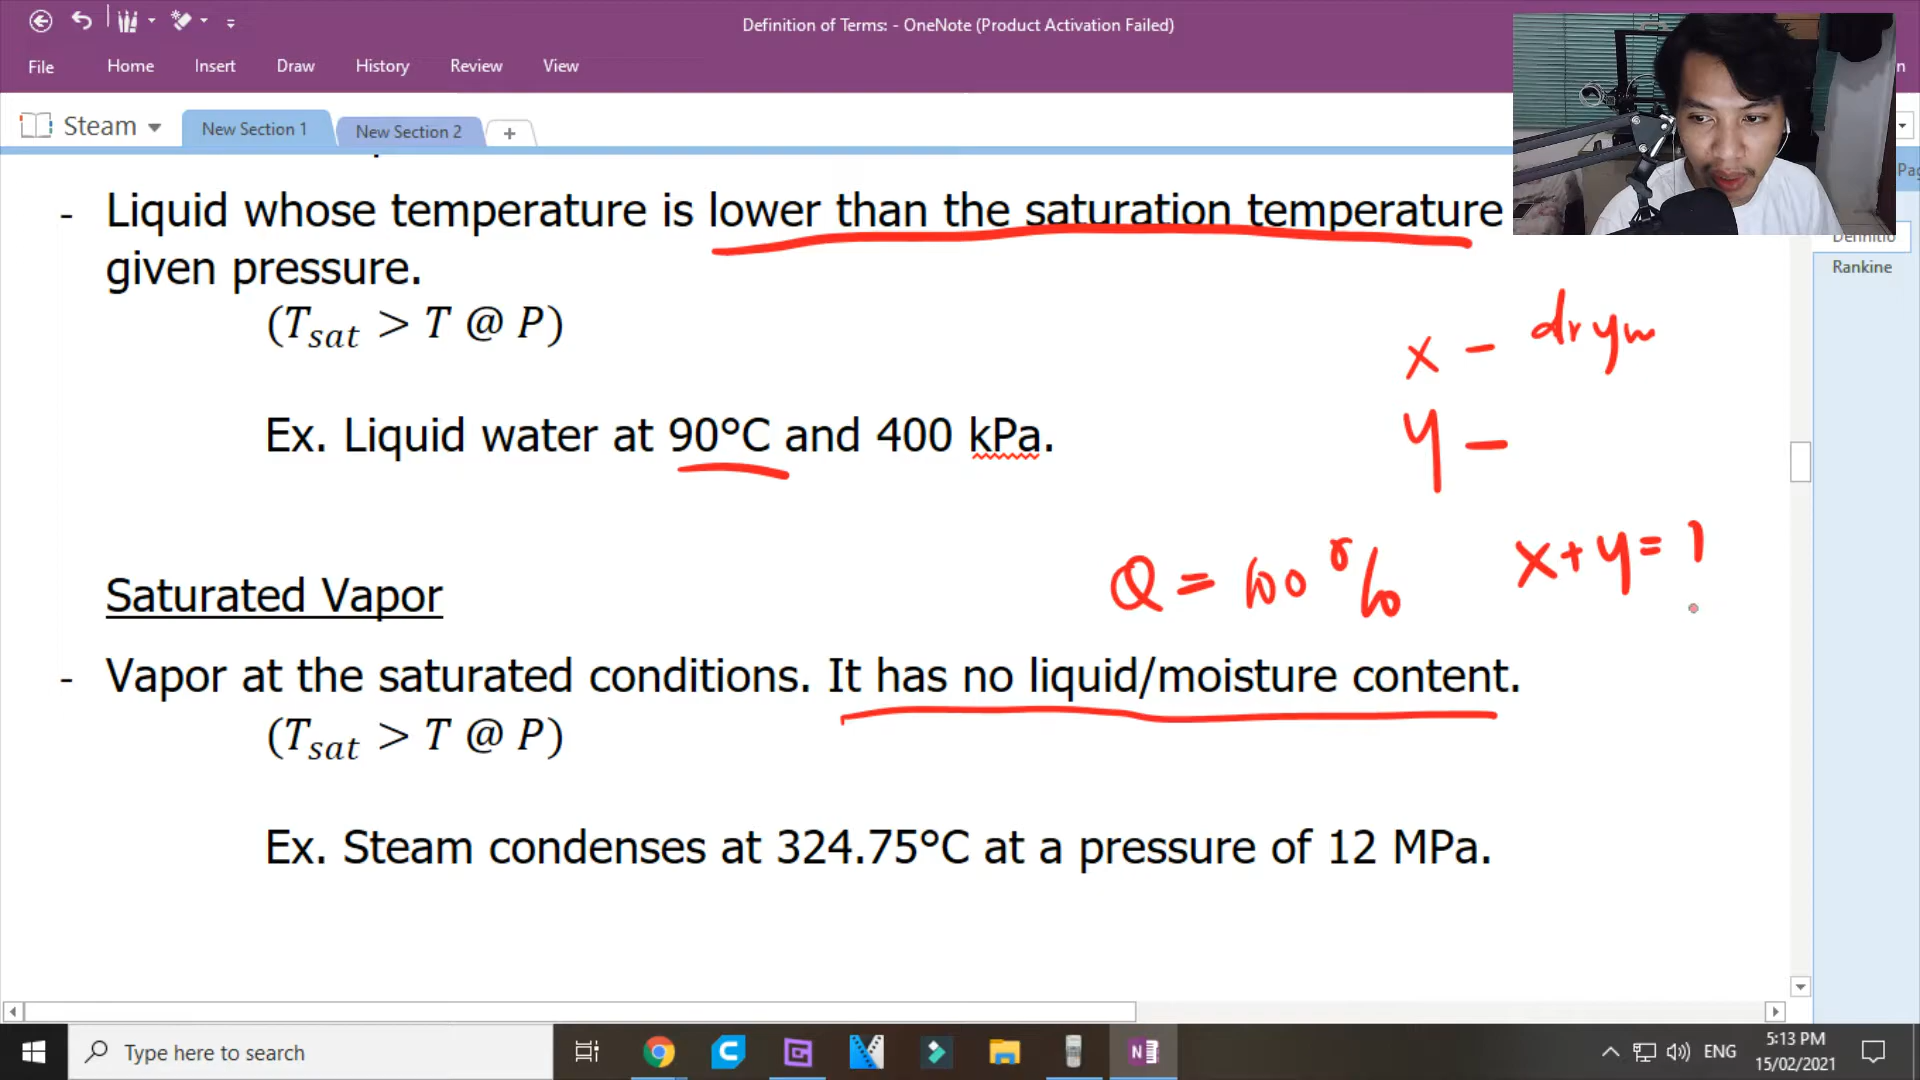 Definition of Terms: - OneNote (Product Activation Failed)
File Home Insert Draw History Review View
Steam New Section 1 New Section 2 +
- Liquid whose temperature is lower than the saturation temperature
given pressure.
(Tsat > T @ P)
Rankine
x - dryn
Ex. Liquid water at 90°C and 400 kPa.
y -
Q = 100 % x+y=1
Saturated Vapor
- Vapor at the saturated conditions. It has no liquid/moisture content.
(Tsat > T @ P)
Ex. Steam condenses at 324.75°C at a pressure of 12 MPa.
Type here to search
ENG
5:13 PM
15/02/2021